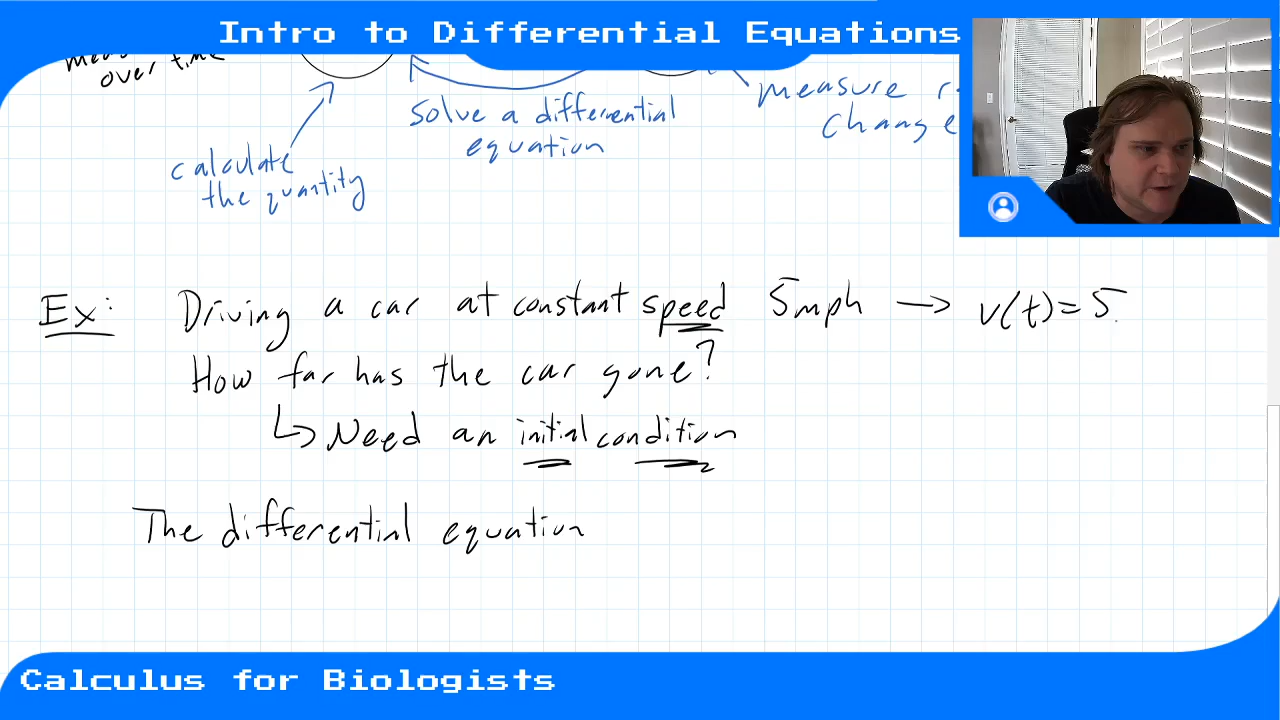 Intro to Differential Equations
over time
solve a differential
equation
measure
change
calculate
the quantity
Ex: Driving a car at constant speed 5mph → v(t)=5.
How far has the car gone?
↳ Need an initial condition
The differential equation
Calculus for Biologists